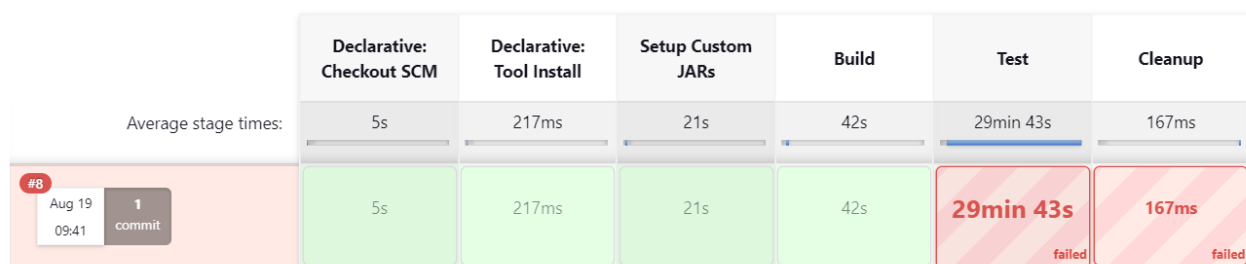 Declarative:
Checkout SCM
Declarative:
Tool Install
Setup Custom
JARs
Build
Test
Cleanup
Average stage times:
5s
217ms
21s
42s
29min 43s
167ms
#8
Aug 19
09:41
1
commit
5s
217ms
21s
42s
29min 43s
failed
167ms
failed